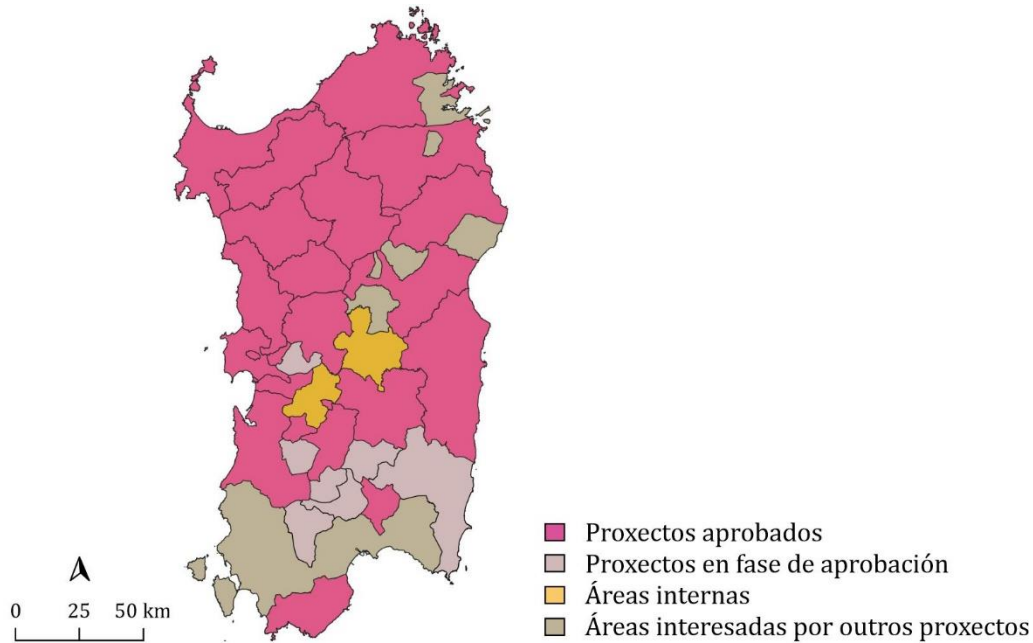 Proxectos aprobados
Proxectos en fase de aprobación
Áreas internas
Áreas interesadas por outros proxectos
0 25 50 km